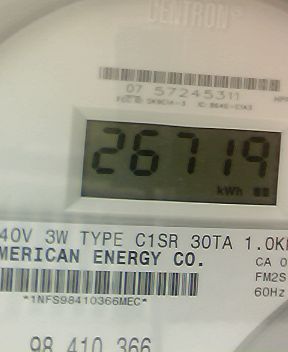 CENTRON®
07 57245311
26719
kWh
40V 3W TYPE C1SR 30TA 1.0K
MERICAN ENERGY CO.
CA 0
FM2S
*1NFS98410366MEC*
60Hz
98 410 366